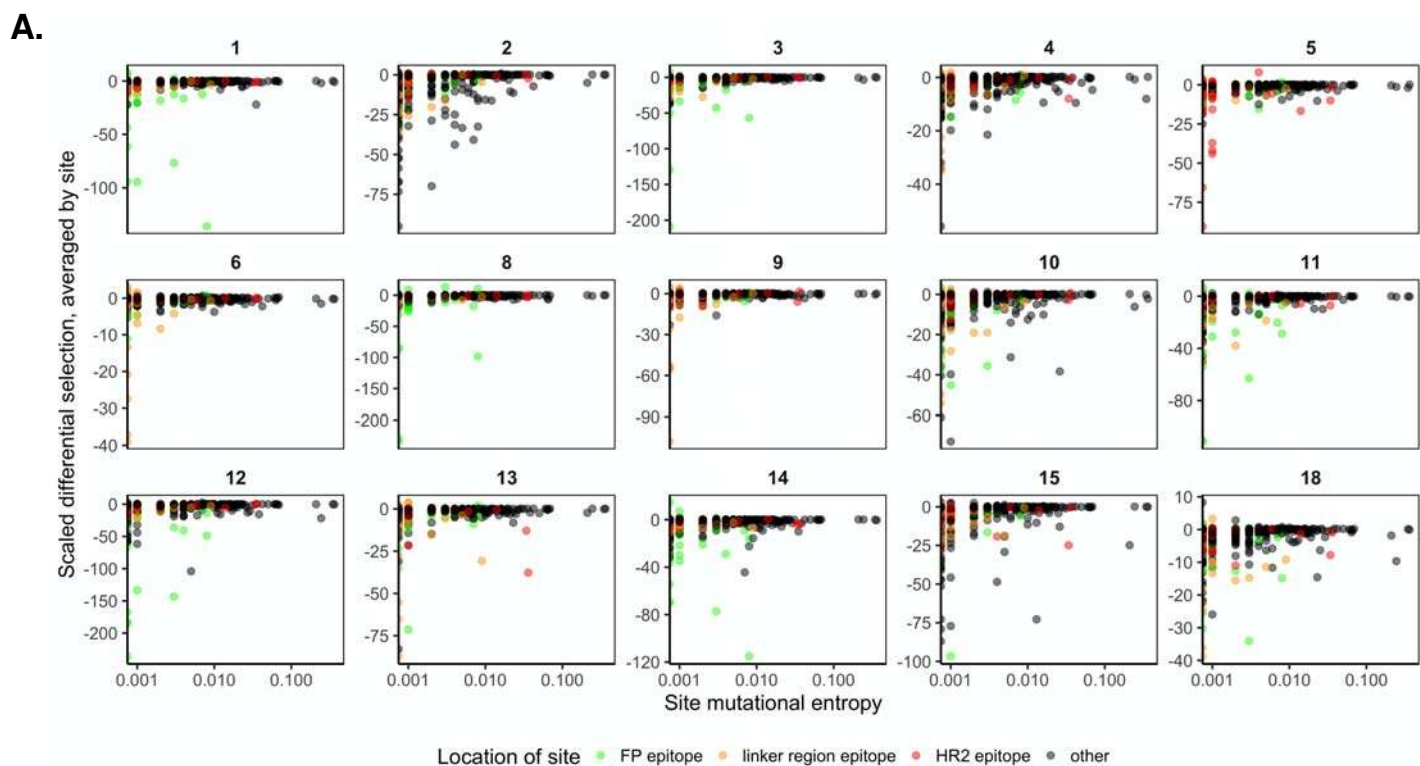 A.
1 2 3 4 5
0 -50 -100
0 -25 -50 -75
0 -50 -100 -150 -200
0 -20 -40
0 -25 -50 -75
6 8 9 10 11
0 -10 -20 -30 -40
0 -50 -100 -150 -200
0 -30 -60 -90
0 -20 -40 -60
0 -40 -80
12 13 14 15 18
0 -50 -100 -150 -200
0 -25 -50 -75
0 -40 -80 -120
0 -25 -50 -75 -100
10 0 -10 -20 -30 -40
0.001 0.010 0.100 0.001 0.010 0.100 0.001 0.010 0.100 0.001 0.010 0.100 0.001 0.010 0.100
Scaled differential selection, averaged by site
Site mutational entropy
Location of site FP epitope linker region epitope HR2 epitope other